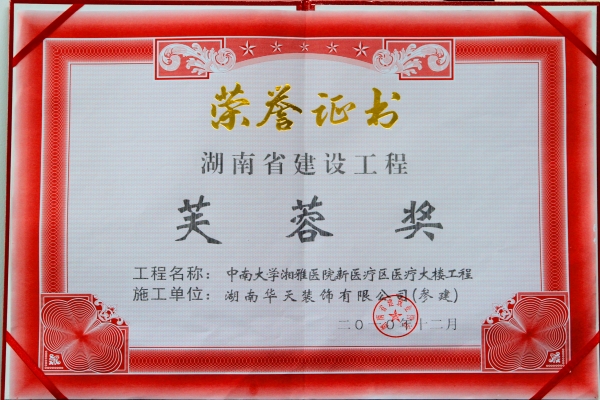 荣誉证书
湖南省建设工程
芙蓉奖
工程名称：中南大学湘雅医院新医疗区医疗大楼工程
施工单位：湖南华天装饰有限公司(参建)
二〇一〇年十二月